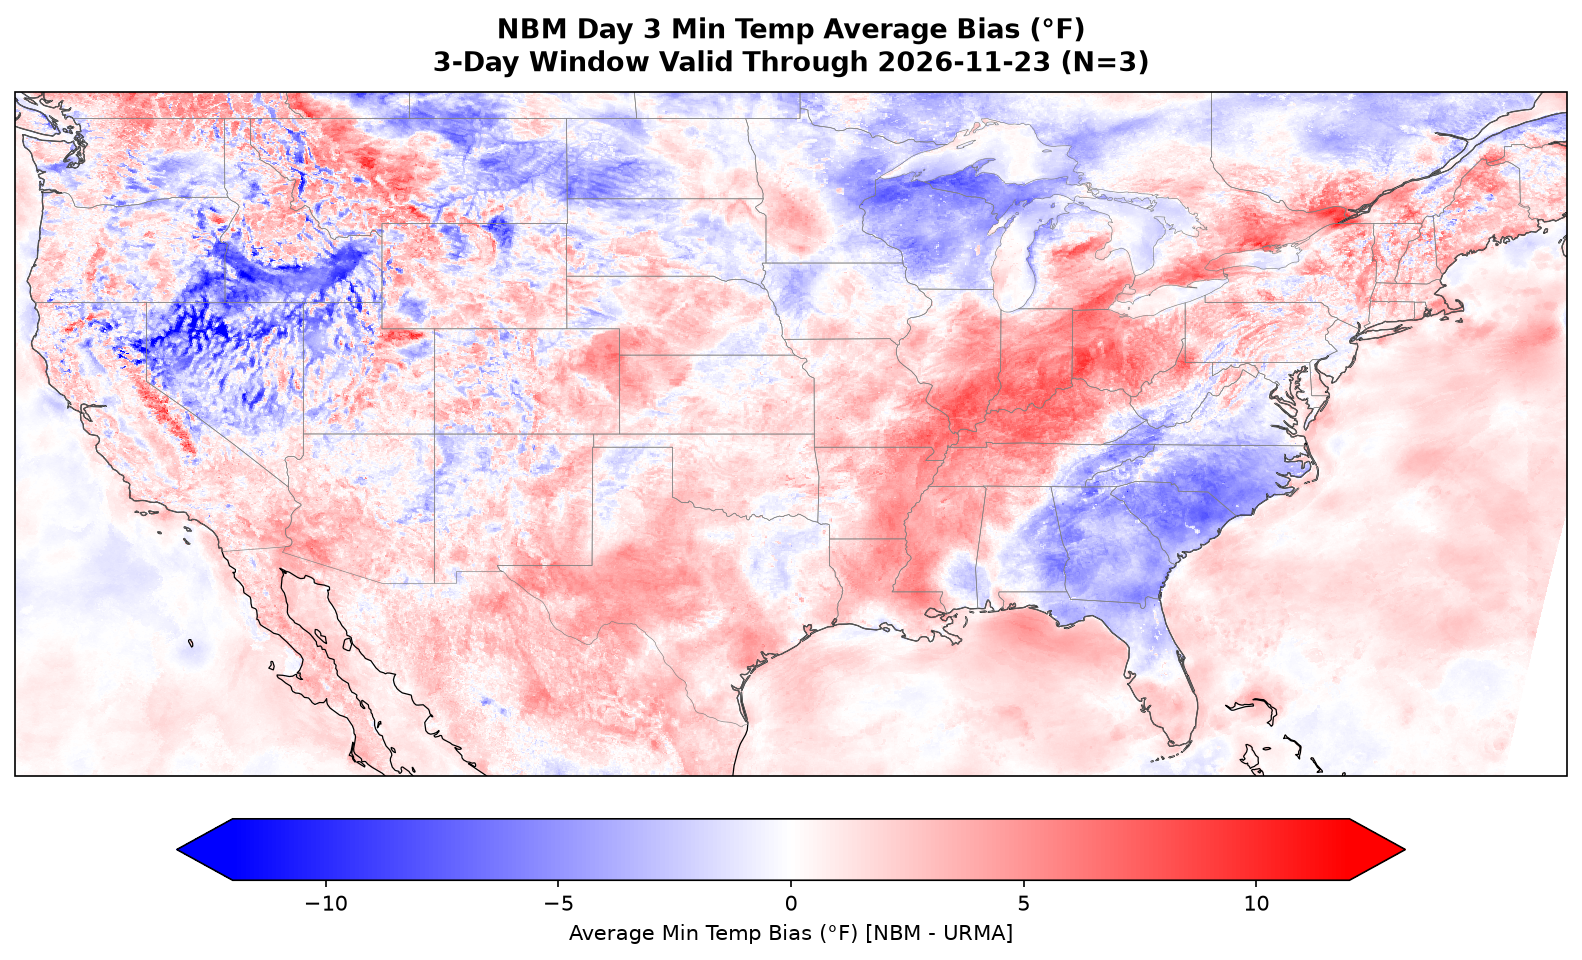 NBM Day 3 Min Temp Average Bias (°F)
3-Day Window Valid Through 2026-11-23 (N=3)
−10 −5 0 5 10
Average Min Temp Bias (°F) [NBM - URMA]